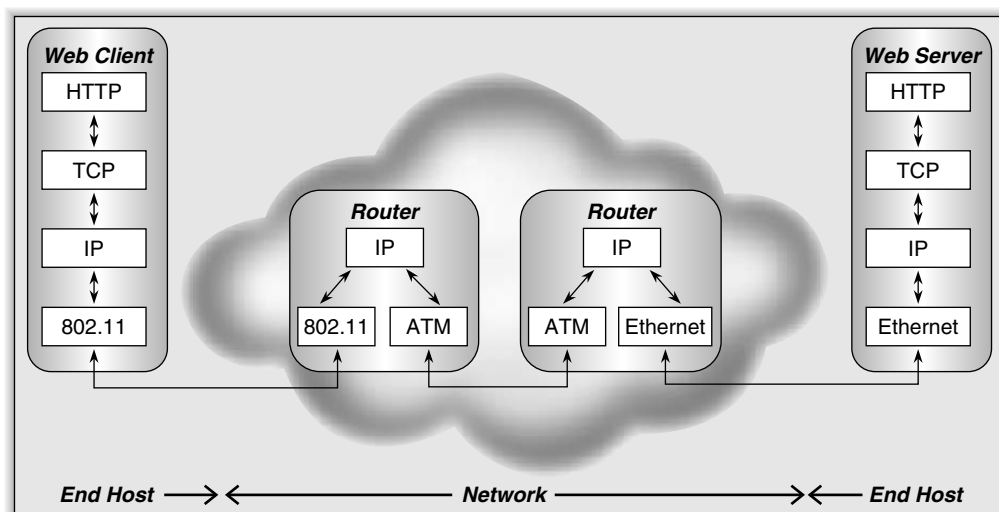 Web Client
HTTP
TCP
IP
802.11
Router
IP
802.11
ATM
Router
IP
ATM
Ethernet
Web Server
HTTP
TCP
IP
Ethernet
End Host
Network
End Host